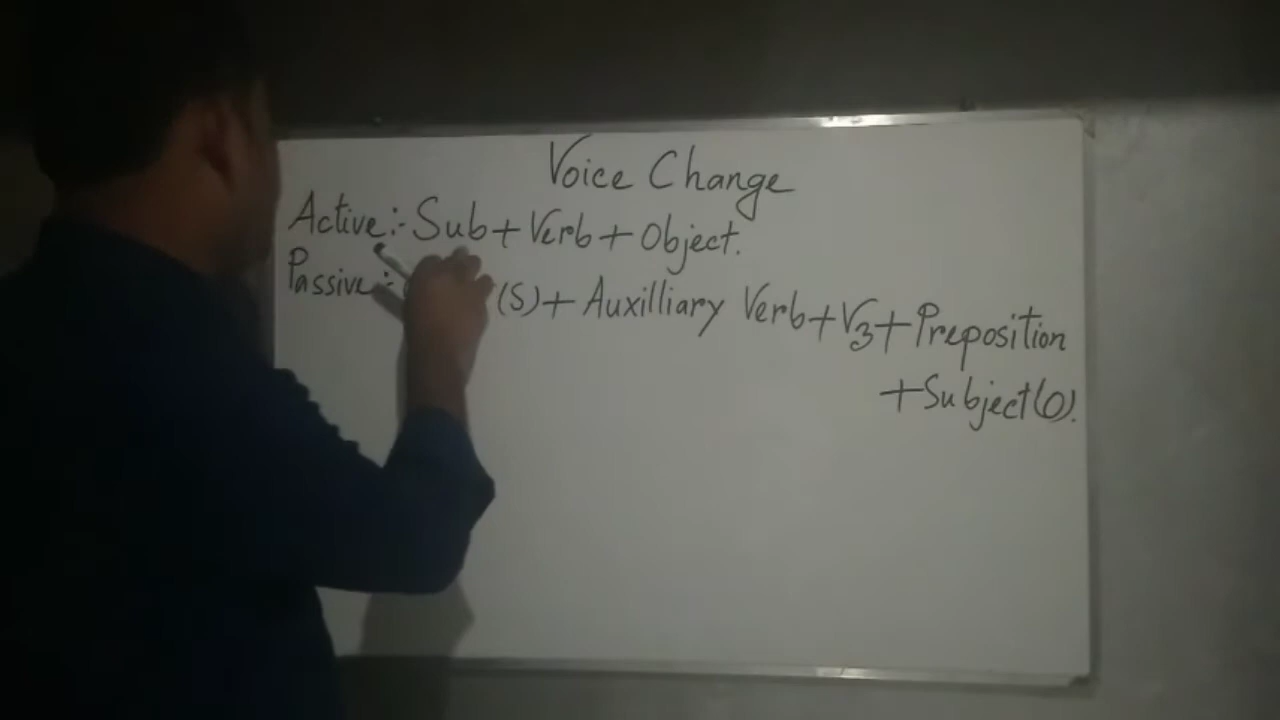 Voice Change
Active:- Sub + Verb + Object.
Passive:- (S) + Auxilliary Verb + V3 + Preposition
+ Subject (O).